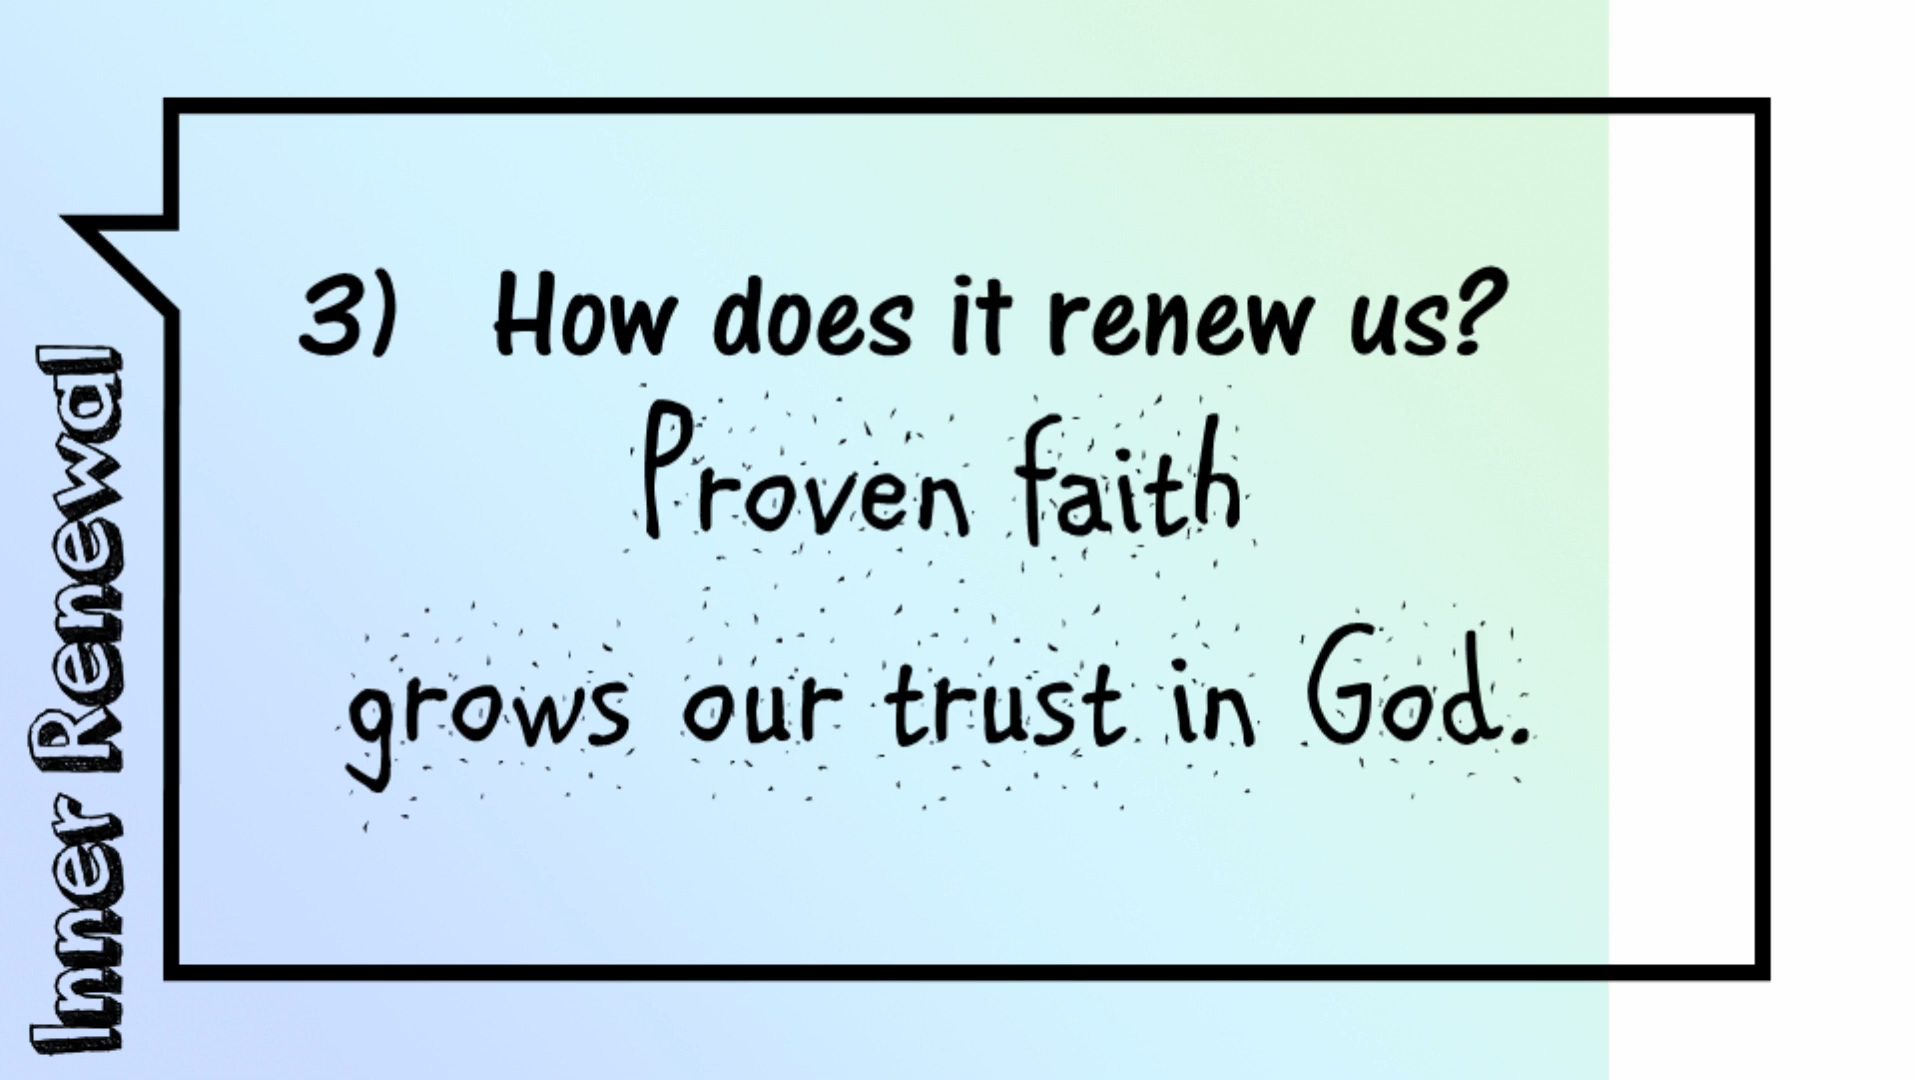 3) How does it renew us?
Proven faith
grows our trust in God.
Inner Renewal